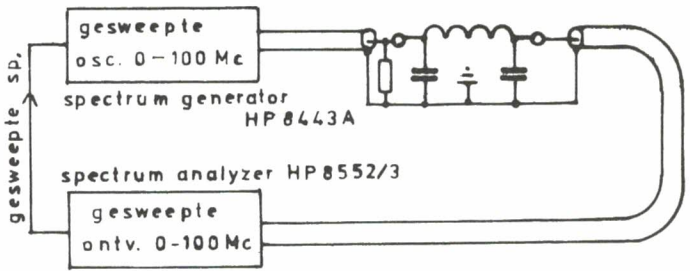 gesweepte
osc. 0-100 Mc
spectrum generator
HP 8443A
gesweepte sp.
spectrum analyzer HP 8552/3
gesweepte
ontv. 0-100 Mc